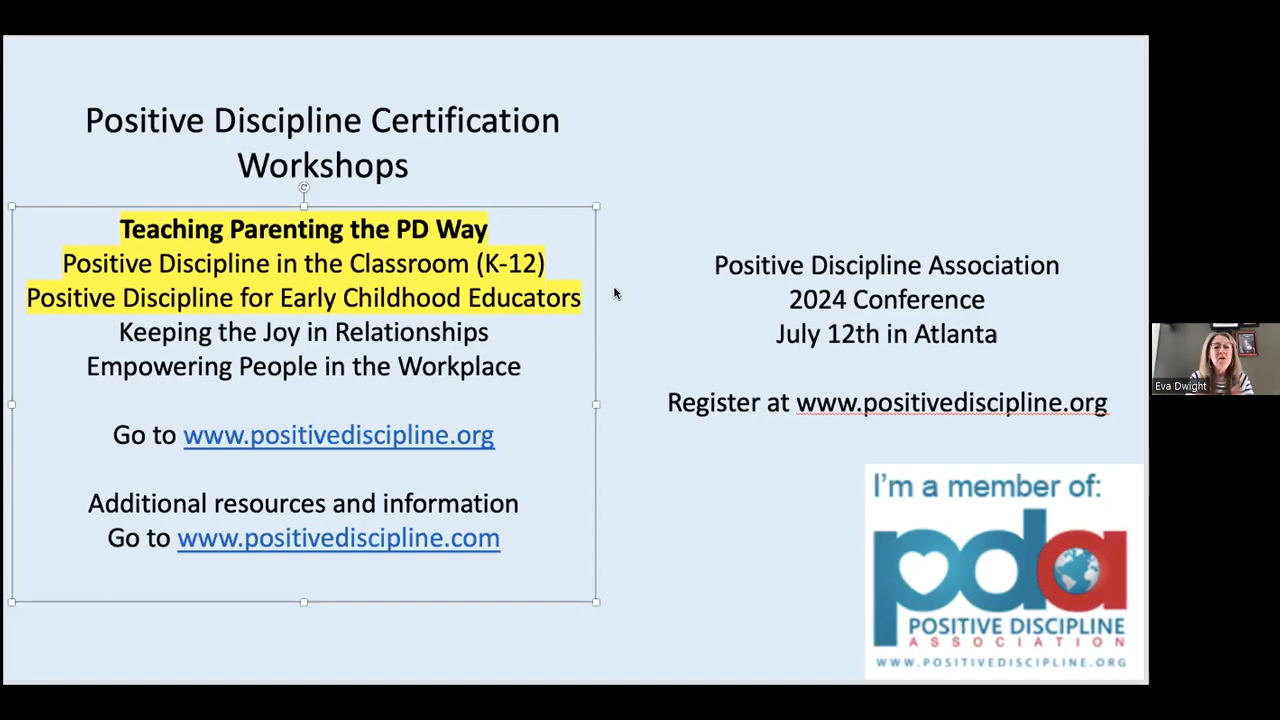 Positive Discipline Certification
Workshops
Teaching Parenting the PD Way
Positive Discipline in the Classroom (K-12)
Positive Discipline for Early Childhood Educators
Keeping the Joy in Relationships
Empowering People in the Workplace
Go to www.positivediscipline.org
Additional resources and information
Go to www.positivediscipline.com
Positive Discipline Association
2024 Conference
July 12th in Atlanta
Register at www.positivediscipline.org
I'm a member of:
pda
POSITIVE DISCIPLINE
ASSOCIATION
WWW.POSITIVEDISCIPLINE.ORG
Eva Dwight